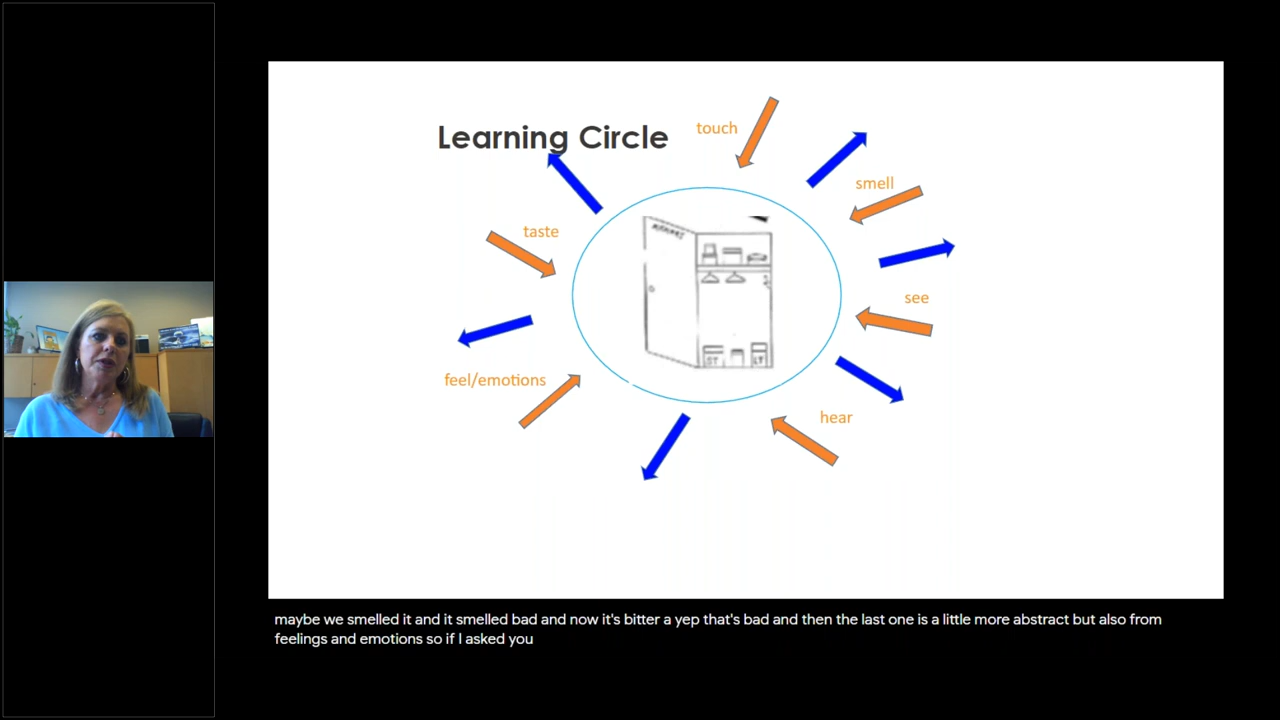 Learning Circle
touch
smell
taste
see
feel/emotions
hear
ST
LT
maybe we smelled it and it smelled bad and now it's bitter a yep that's bad and then the last one is a little more abstract but also from
feelings and emotions so if I asked you